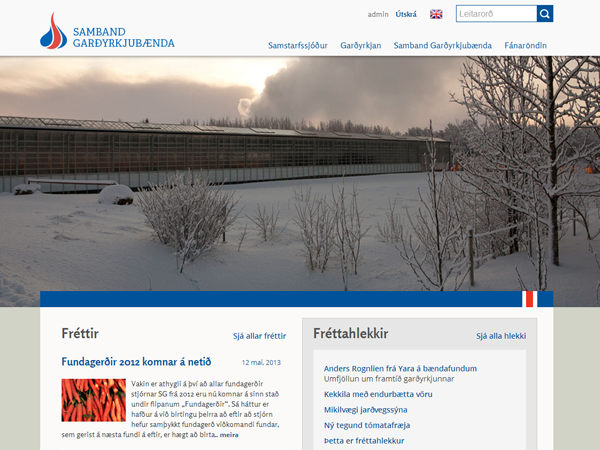 admin Útskrá
Leitarorð
SAMBAND
GARÐYRKJUBÆNDA
Samstarfssjóður Garðyrkjan Samband Garðyrkjubænda Fánaröndin
Fréttir
Sjá allar fréttir
Fundagerðir 2012 komnar á netið
12 maí, 2013
Vakin er athygli á því að allar fundagerðir
stjórnar SG frá 2012 eru nú komnar á sinn stað
undir flipanum „Fundagerðir". Sá háttur er
hafður á við birtingu þeirra að eftir að stjórn
hefur samþykkt fundagerð viðkomandi fundar,
sem gerist á næsta fundi á eftir, er hægt að birta.. meira
Fréttahlekkir
Sjá alla hlekki
Anders Rognlien frá Yara á bændafundum
Umfjöllun um framtíð garðyrkjunnar
Kekkila með endurbætta vöru
Mikilvægi jarðvegssýna
Ný tegund tómatafræja
Þetta er fréttahlekkur